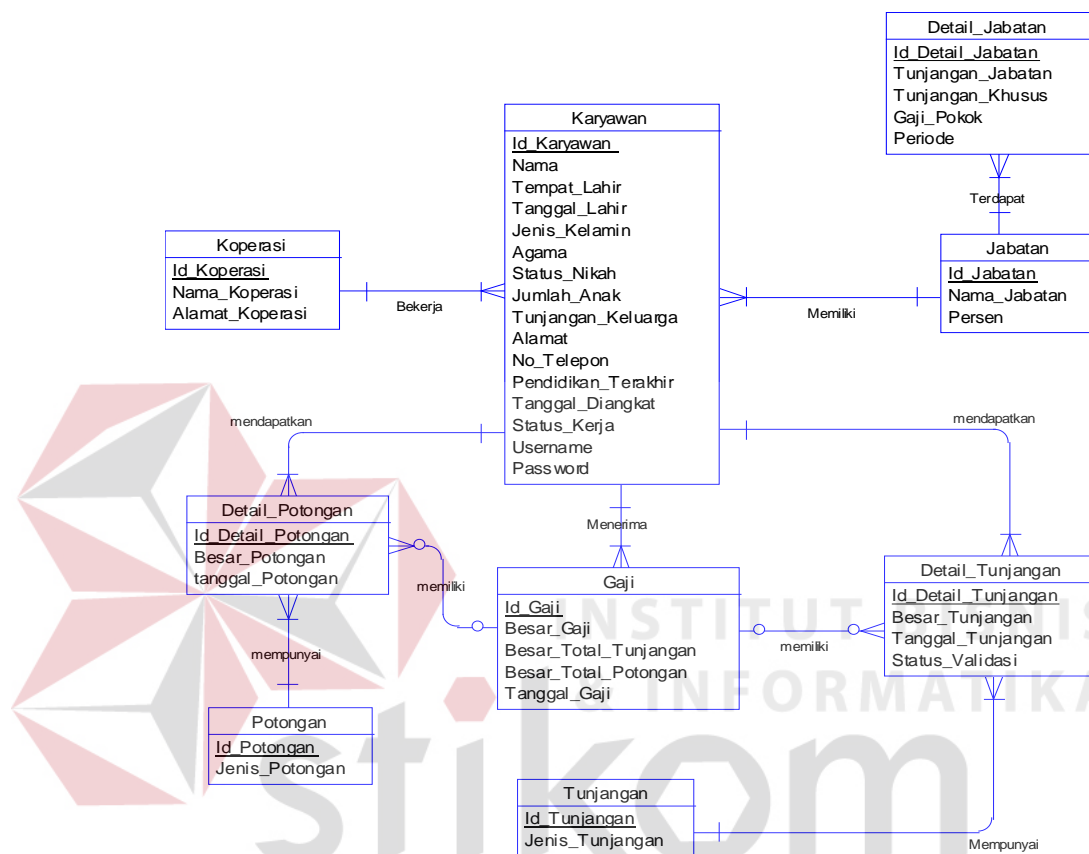 Detail_Jabatan
Id_Detail_Jabatan
Tunjangan_Jabatan
Tunjangan_Khusus
Gaji_Pokok
Periode
Terdapat
Jabatan
Id_Jabatan
Nama_Jabatan
Persen
Memiliki
Karyawan
Id_Karyawan
Nama
Tempat_Lahir
Tanggal_Lahir
Jenis_Kelamin
Agama
Status_Nikah
Jumlah_Anak
Tunjangan_Keluarga
Alamat
No_Telepon
Pendidikan_Terakhir
Tanggal_Diangkat
Status_Kerja
Username
Password
Koperasi
Id_Koperasi
Nama_Koperasi
Alamat_Koperasi
Bekerja
mendapatkan
mendapatkan
Menerima
Detail_Potongan
Id_Detail_Potongan
Besar_Potongan
tanggal_Potongan
memiliki
mempunyai
Potongan
Id_Potongan
Jenis_Potongan
Gaji
Id_Gaji
Besar_Gaji
Besar_Total_Tunjangan
Besar_Total_Potongan
Tanggal_Gaji
memiliki
Detail_Tunjangan
Id_Detail_Tunjangan
Besar_Tunjangan
Tanggal_Tunjangan
Status_Validasi
Mempunyai
Tunjangan
Id_Tunjangan
Jenis_Tunjangan
INSTITUT BISNIS
& INFORMATIKA
stikom